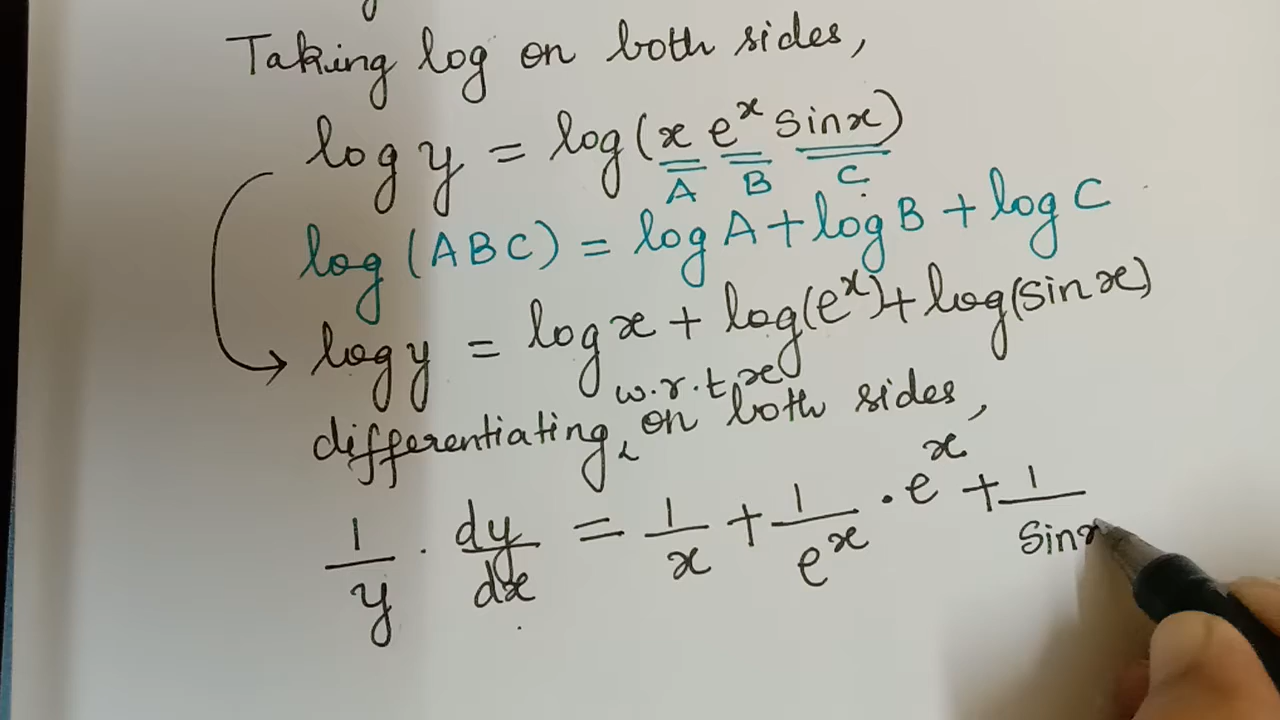 Taking log on both sides,
log y = log(x e^x sinx)
A B C
log (ABC) = log A + log B + log C
log y = log x + log(e^x) + log(sin x)
w.r.t, x
differentiating, on both sides,
1/y · dy/dx = 1/x + 1/e^x · e^x + 1/sinx